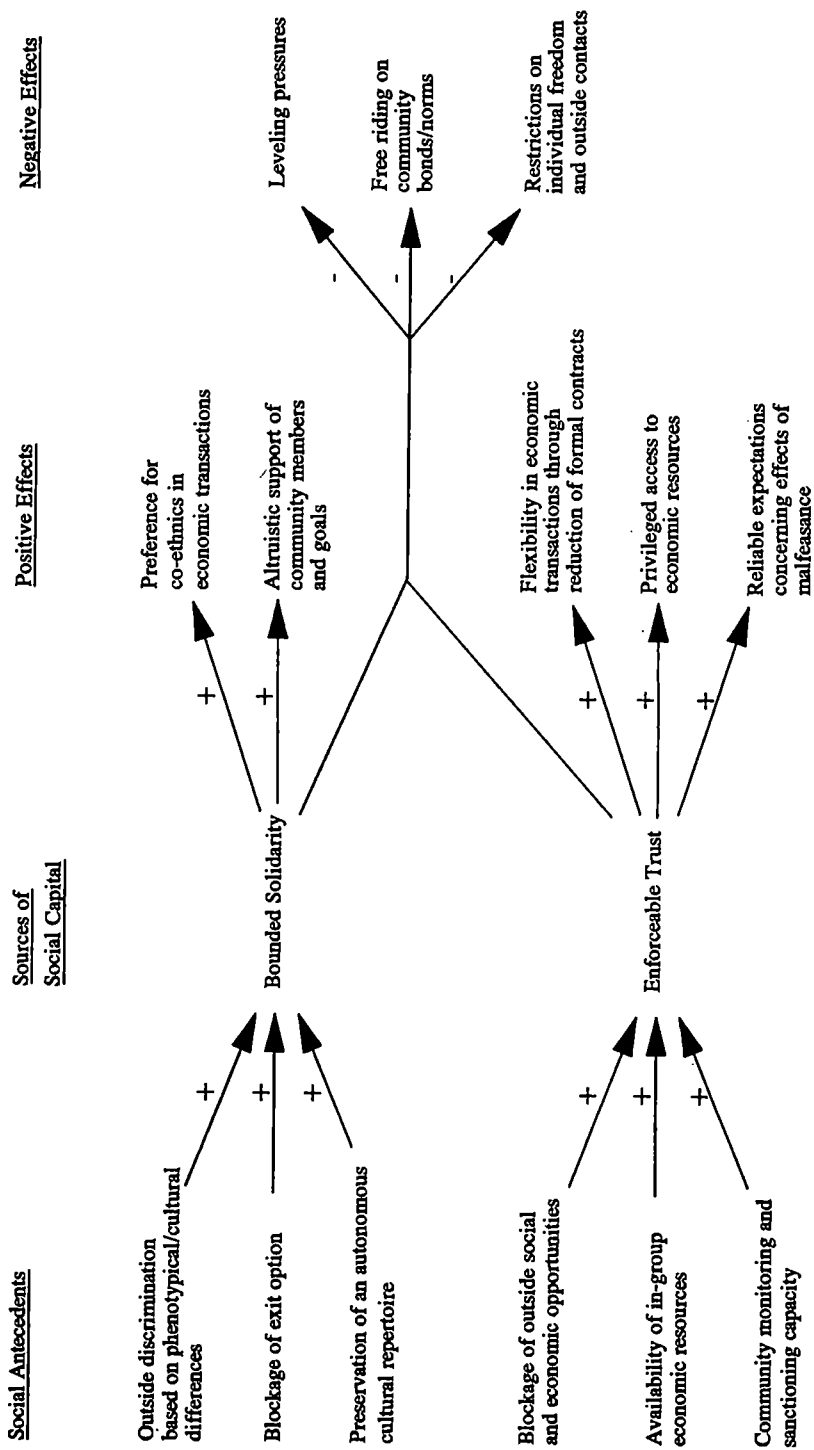 Social Antecedents
Outside discrimination
based on phenotypical/cultural
differences
Blockage of exit option
Preservation of an autonomous
cultural repertoire
Blockage of outside social
and economic opportunities
Availability of in-group
economic resources
Community monitoring and
sanctioning capacity
Sources of
Social Capital
+
+
+
Bounded Solidarity
+
+
+
Enforceable Trust
Positive Effects
+
Preference for
co-ethnics in
economic transactions
+
Altruistic support of
community members
and goals
+
Flexibility in economic
transactions through
reduction of formal contracts
+
Privileged access to
economic resources
+
Reliable expectations
concerning effects of
malfeasance
Negative Effects
-
Leveling pressures
-
Free riding on
community
bonds/norms
-
Restrictions on
individual freedom
and outside contacts